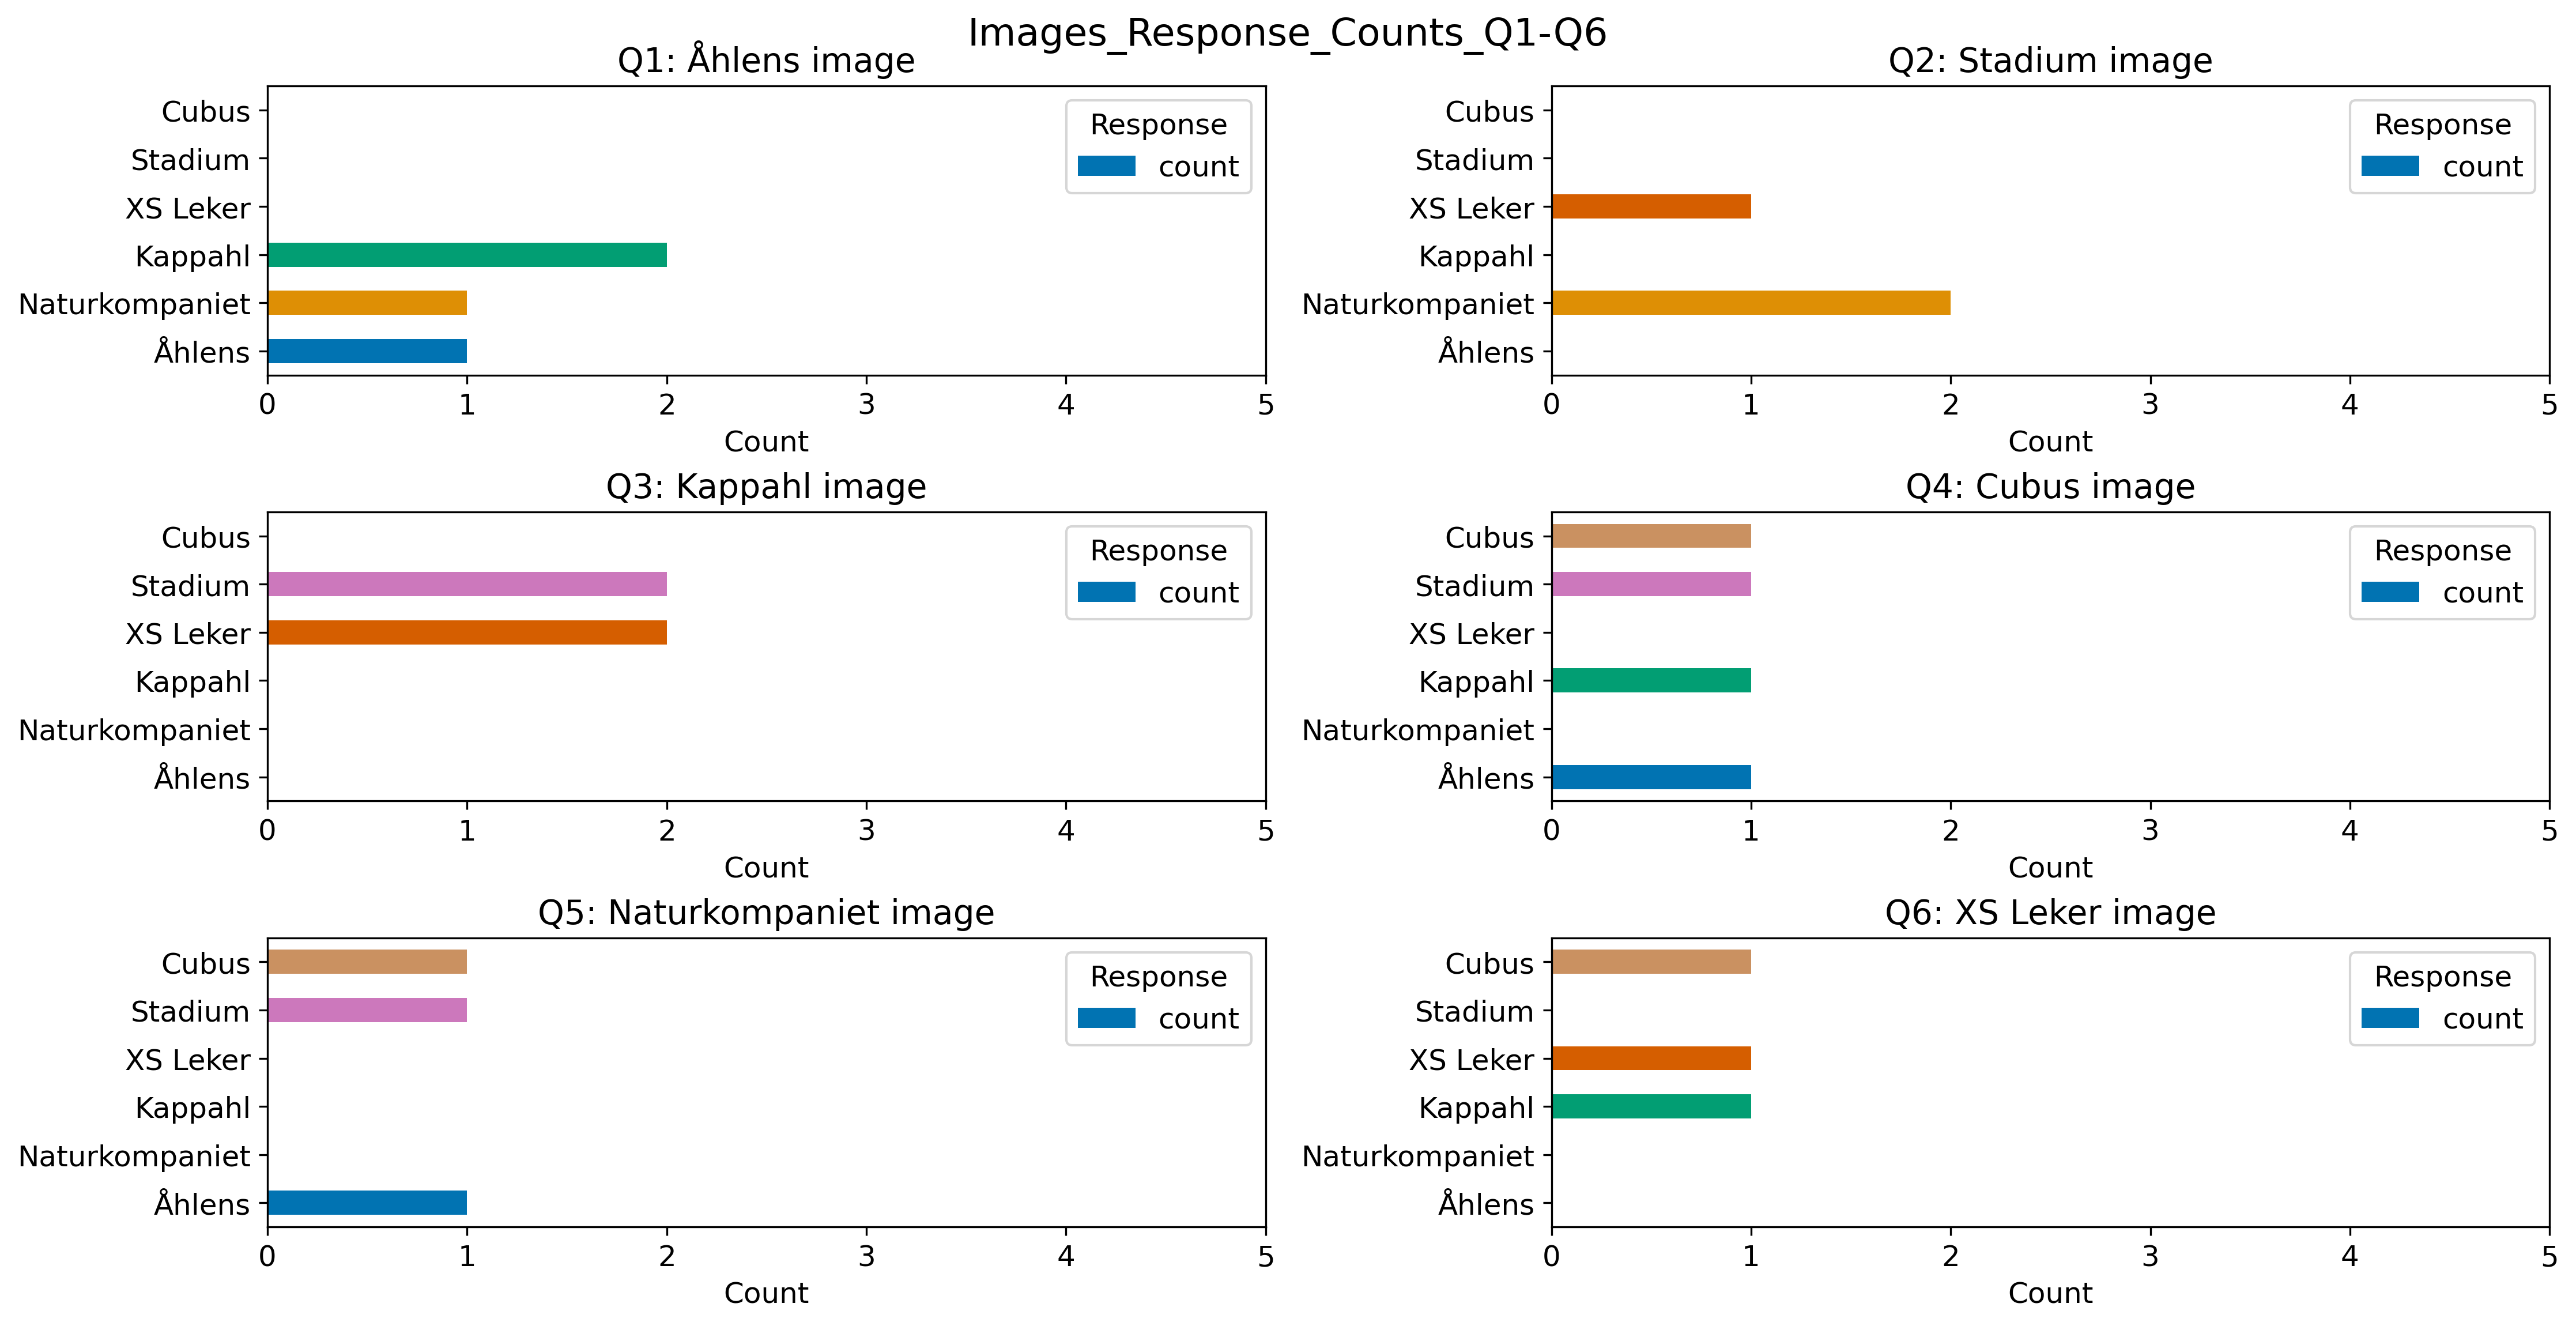 Images_Response_Counts_Q1-Q6
Q1: Åhlens image
Cubus
Stadium
XS Leker
Kappahl
Naturkompaniet
Åhlens
0 1 2 3 4 5
Count
Response
count
Q2: Stadium image
Cubus
Stadium
XS Leker
Kappahl
Naturkompaniet
Åhlens
0 1 2 3 4 5
Count
Response
count
Q3: Kappahl image
Cubus
Stadium
XS Leker
Kappahl
Naturkompaniet
Åhlens
0 1 2 3 4 5
Count
Response
count
Q4: Cubus image
Cubus
Stadium
XS Leker
Kappahl
Naturkompaniet
Åhlens
0 1 2 3 4 5
Count
Response
count
Q5: Naturkompaniet image
Cubus
Stadium
XS Leker
Kappahl
Naturkompaniet
Åhlens
0 1 2 3 4 5
Count
Response
count
Q6: XS Leker image
Cubus
Stadium
XS Leker
Kappahl
Naturkompaniet
Åhlens
0 1 2 3 4 5
Count
Response
count